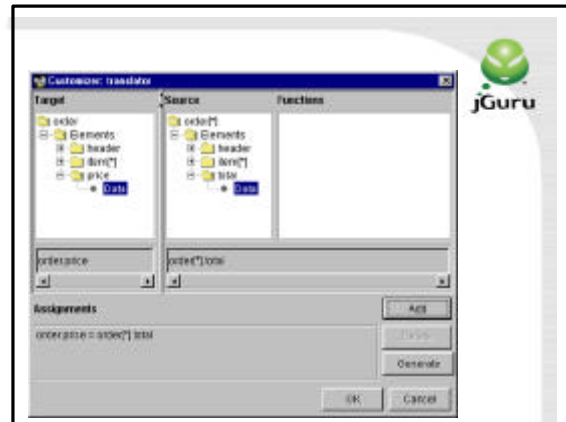 Customizer: translator
jGuru
Target
Source
Functions
order
Elements
header
item[*]
price
Data
order[*]
Elements
header
item[*]
total
Data
order.price
order[*].total
Assignments
order.price = order[*].total
Add
Delete
Generate
OK
Cancel